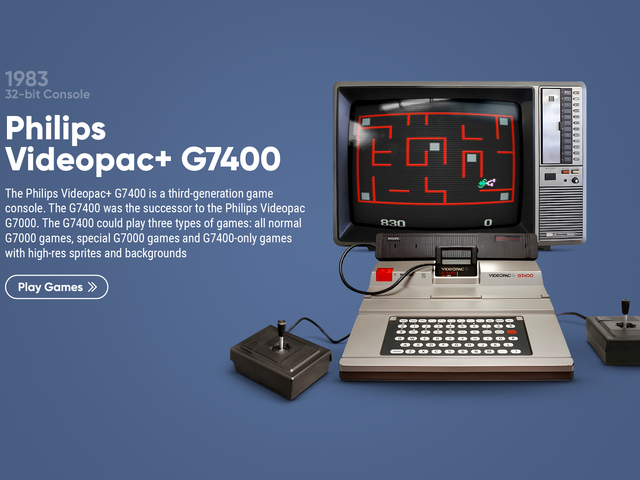 1983
32-bit Console
Philips
Videopac+ G7400
The Philips Videopac+ G7400 is a third-generation game
console. The G7400 was the successor to the Philips Videopac
G7000. The G7400 could play three types of games: all normal
G7000 games, special G7000 games and G7400-only games
with high-res sprites and backgrounds
Play Games
830 0
PHILIPS
VIDEOPAC
VIDEOPAC+ G7400